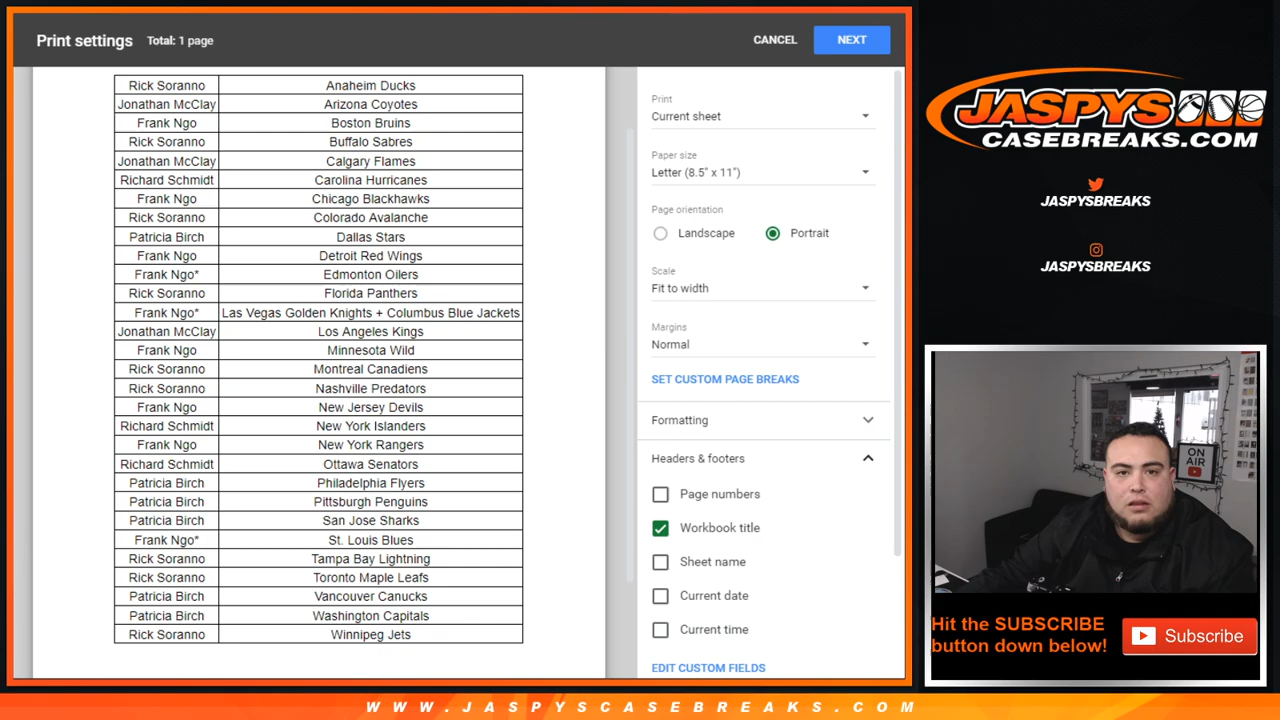 Print settings Total: 1 page CANCEL NEXT
Rick Soranno Anaheim Ducks
Jonathan McClay Arizona Coyotes
Frank Ngo Boston Bruins
Rick Soranno Buffalo Sabres
Jonathan McClay Calgary Flames
Richard Schmidt Carolina Hurricanes
Frank Ngo Chicago Blackhawks
Rick Soranno Colorado Avalanche
Patricia Birch Dallas Stars
Frank Ngo Detroit Red Wings
Frank Ngo* Edmonton Oilers
Rick Soranno Florida Panthers
Frank Ngo* Las Vegas Golden Knights + Columbus Blue Jackets
Jonathan McClay Los Angeles Kings
Frank Ngo Minnesota Wild
Rick Soranno Montreal Canadiens
Rick Soranno Nashville Predators
Frank Ngo New Jersey Devils
Richard Schmidt New York Islanders
Frank Ngo New York Rangers
Richard Schmidt Ottawa Senators
Patricia Birch Philadelphia Flyers
Patricia Birch Pittsburgh Penguins
Patricia Birch San Jose Sharks
Frank Ngo* St. Louis Blues
Rick Soranno Tampa Bay Lightning
Rick Soranno Toronto Maple Leafs
Patricia Birch Vancouver Canucks
Patricia Birch Washington Capitals
Rick Soranno Winnipeg Jets
Print
Current sheet
Paper size
Letter (8.5" x 11")
Page orientation
Landscape Portrait
Scale
Fit to width
Margins
Normal
SET CUSTOM PAGE BREAKS
Formatting
Headers & footers
Page numbers
Workbook title
Sheet name
Current date
Current time
EDIT CUSTOM FIELDS
JASPYS
CASEBREAKS.COM
JASPYSBREAKS
JASPYSBREAKS
ON
AIR
Hit the SUBSCRIBE
button down below!
Subscribe
WWW.JASPYSCASEBREAKS.COM